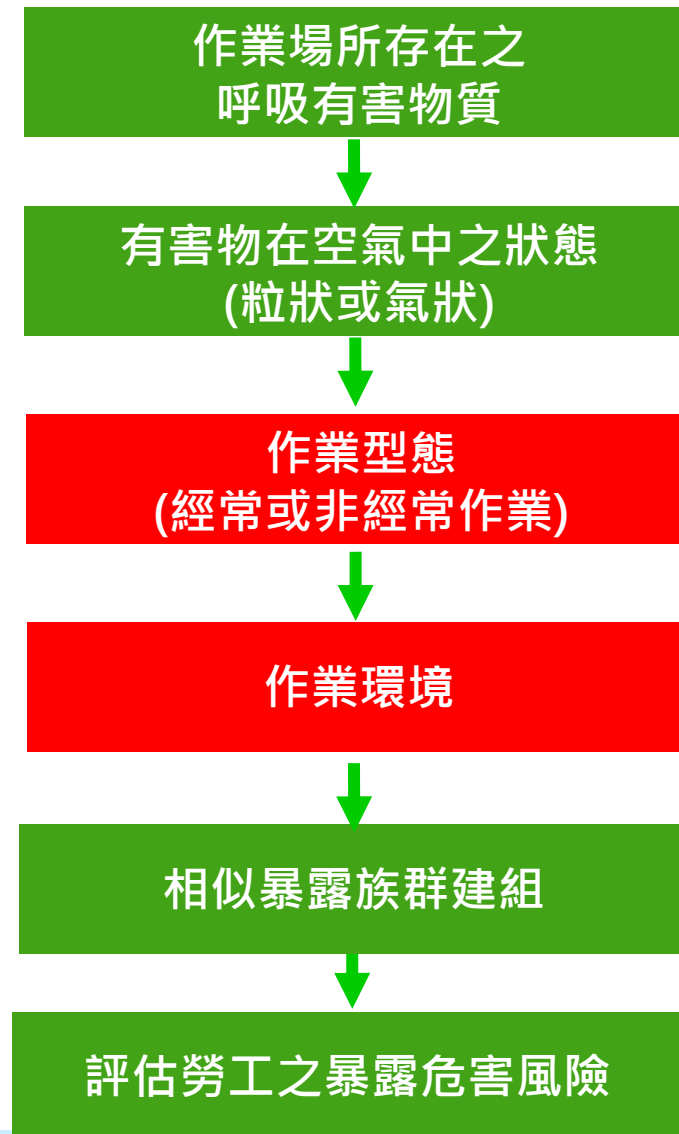 作業場所存在之
呼吸有害物質
有害物在空氣中之狀態
(粒狀或氣狀)
作業型態
(經常或非經常作業)
作業環境
相似暴露族群建組
評估勞工之暴露危害風險